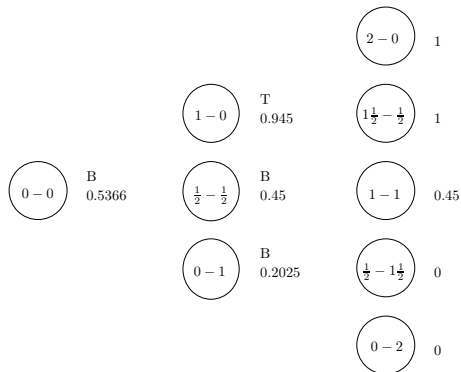 2 − 0 1
1 − 0 T 0.945
1½ − ½ 1
0 − 0 B 0.5366
½ − ½ B 0.45
1 − 1 0.45
0 − 1 B 0.2025
½ − 1½ 0
0 − 2 0